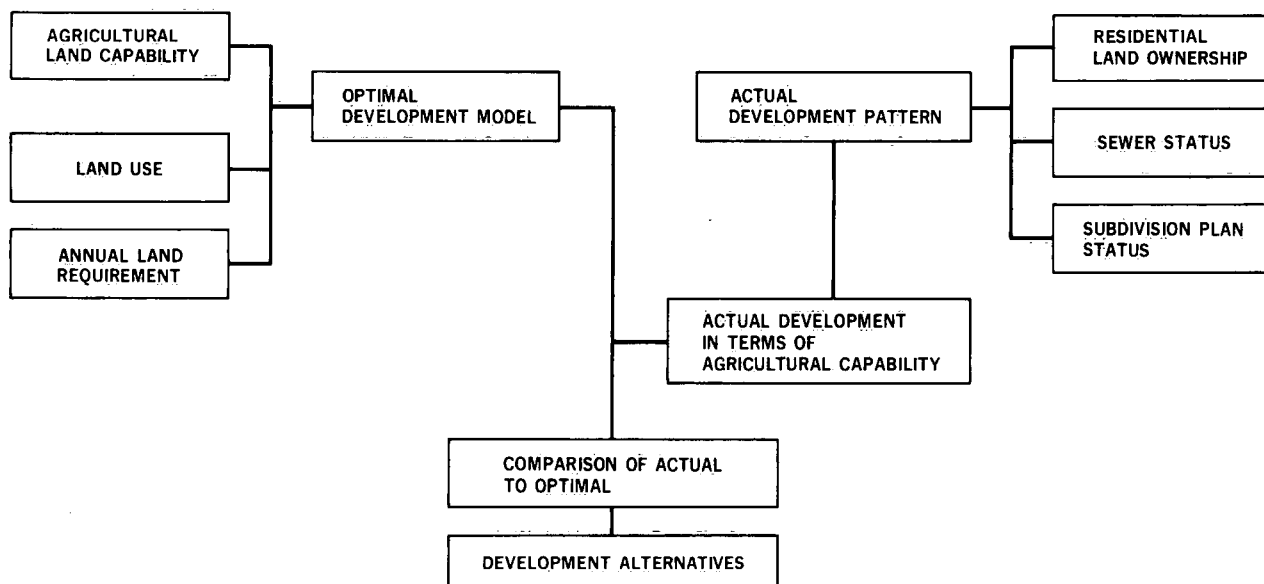 AGRICULTURAL
LAND CAPABILITY
LAND USE
ANNUAL LAND
REQUIREMENT
OPTIMAL
DEVELOPMENT MODEL
ACTUAL
DEVELOPMENT PATTERN
RESIDENTIAL
LAND OWNERSHIP
SEWER STATUS
SUBDIVISION PLAN
STATUS
ACTUAL DEVELOPMENT
IN TERMS OF
AGRICULTURAL CAPABILITY
COMPARISON OF ACTUAL
TO OPTIMAL
DEVELOPMENT ALTERNATIVES